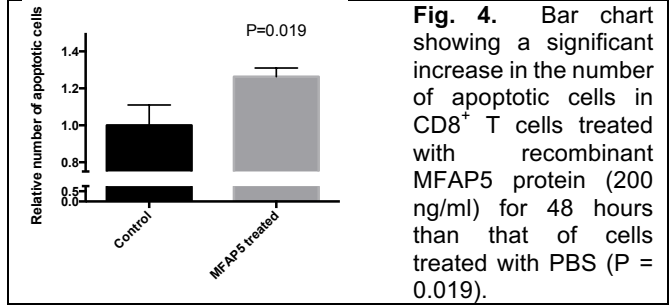 Relative number of apoptotic cells
P=0.019
1.4
1.2
1.0
0.8
0.5
0.0
Control
MFAP5 treated
Fig. 4. Bar chart
showing a significant
increase in the number
of apoptotic cells in
CD8+ T cells treated
with recombinant
MFAP5 protein (200
ng/ml) for 48 hours
than that of cells
treated with PBS (P =
0.019).